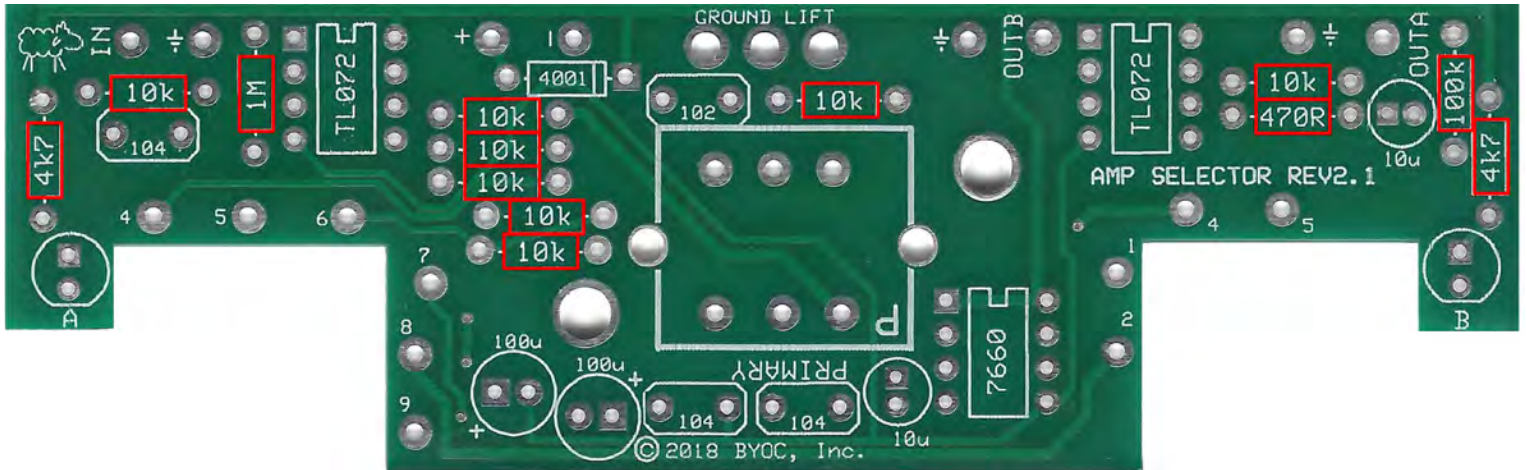 GROUND LIFT
IN
+
-
OUTB
OUTA
4001
TL072
TL072
10k
1M
102
10k
10k
100k
104
10k
470R
10k
10k
10u
4k7
4k7
AMP SELECTOR REV2.1
4
5
6
10k
10k
4
5
7
1
A
8
P
2
B
100u
100u
+
PRIMARY
7660
9
+
104
104
10u
© 2018 BYOC, Inc.